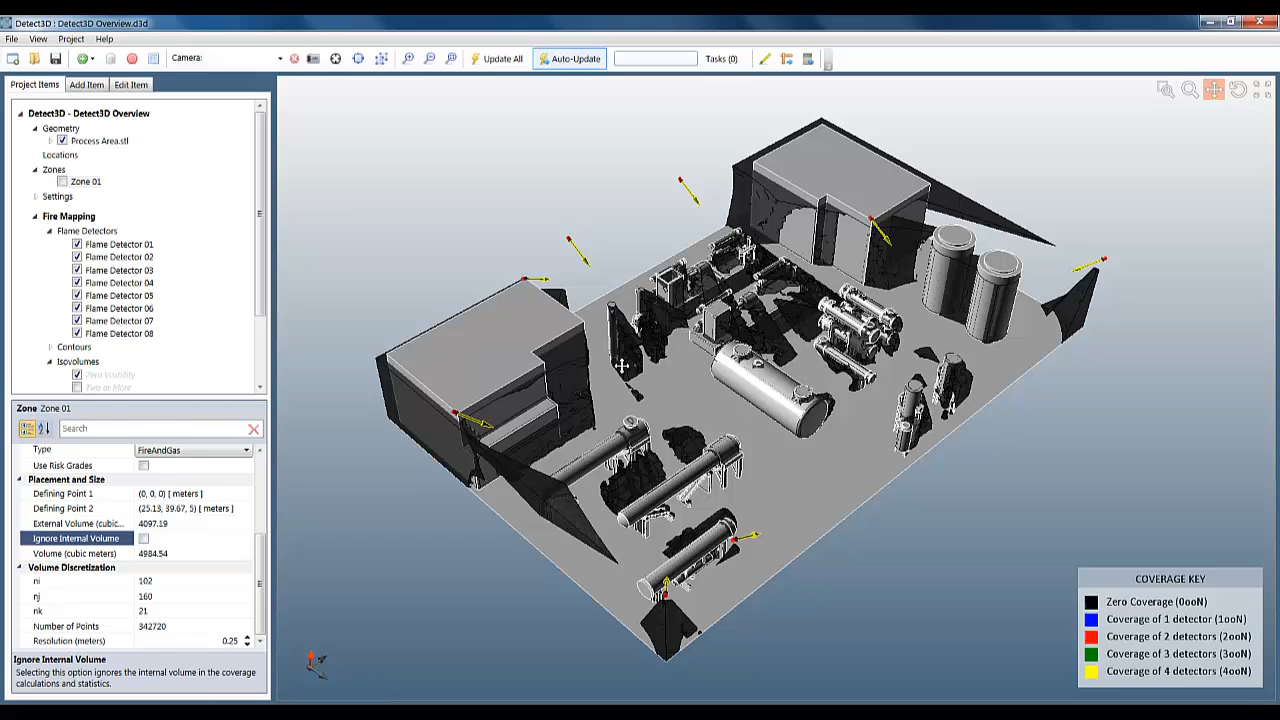 Detect3D : Detect3D Overview.d3d
File View Project Help
Camera: Update All Auto-Update Tasks (0)
Project Items Add Item Edit Item
Detect3D - Detect3D Overview
Geometry
Process Area.stl
Locations
Zones
Zone 01
Settings
Fire Mapping
Flame Detectors
Flame Detector 01
Flame Detector 02
Flame Detector 03
Flame Detector 04
Flame Detector 05
Flame Detector 06
Flame Detector 07
Flame Detector 08
Contours
Isovolumes
Zero Visibility
Two or More
Zone Zone 01
Search
Type FireAndGas
Use Risk Grades
Placement and Size
Defining Point 1 (0, 0, 0) [ meters ]
Defining Point 2 (25.13, 39.67, 5) [ meters ]
External Volume (cubic... 4097.19
Ignore Internal Volume
Volume (cubic meters) 4984.54
Volume Discretization
ni 102
nj 160
nk 21
Number of Points 342720
Resolution (meters) 0.25
Ignore Internal Volume
Selecting this option ignores the internal volume in the coverage
calculations and statistics.
COVERAGE KEY
Zero Coverage (0ooN)
Coverage of 1 detector (1ooN)
Coverage of 2 detectors (2ooN)
Coverage of 3 detectors (3ooN)
Coverage of 4 detectors (4ooN)